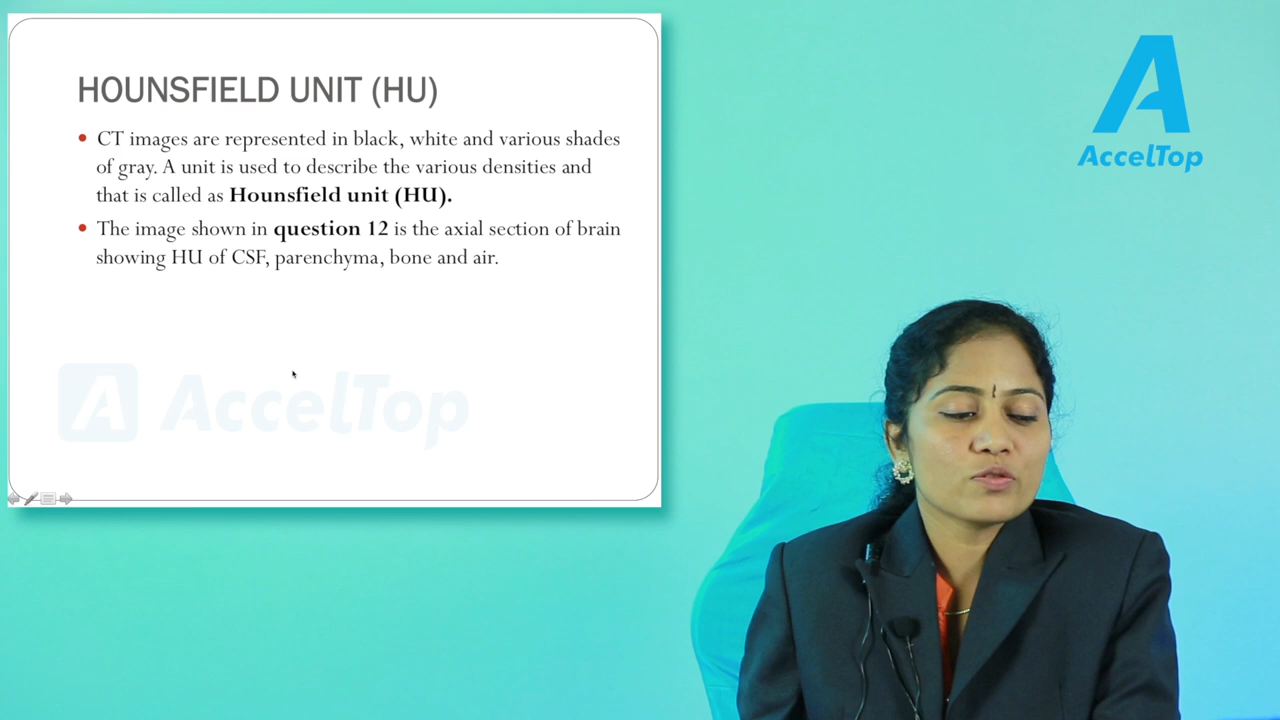 HOUNSFIELD UNIT (HU)
• CT images are represented in black, white and various shades
of gray. A unit is used to describe the various densities and
that is called as Hounsfield unit (HU).
• The image shown in question 12 is the axial section of brain
showing HU of CSF, parenchyma, bone and air.
AccelTop
AccelTop